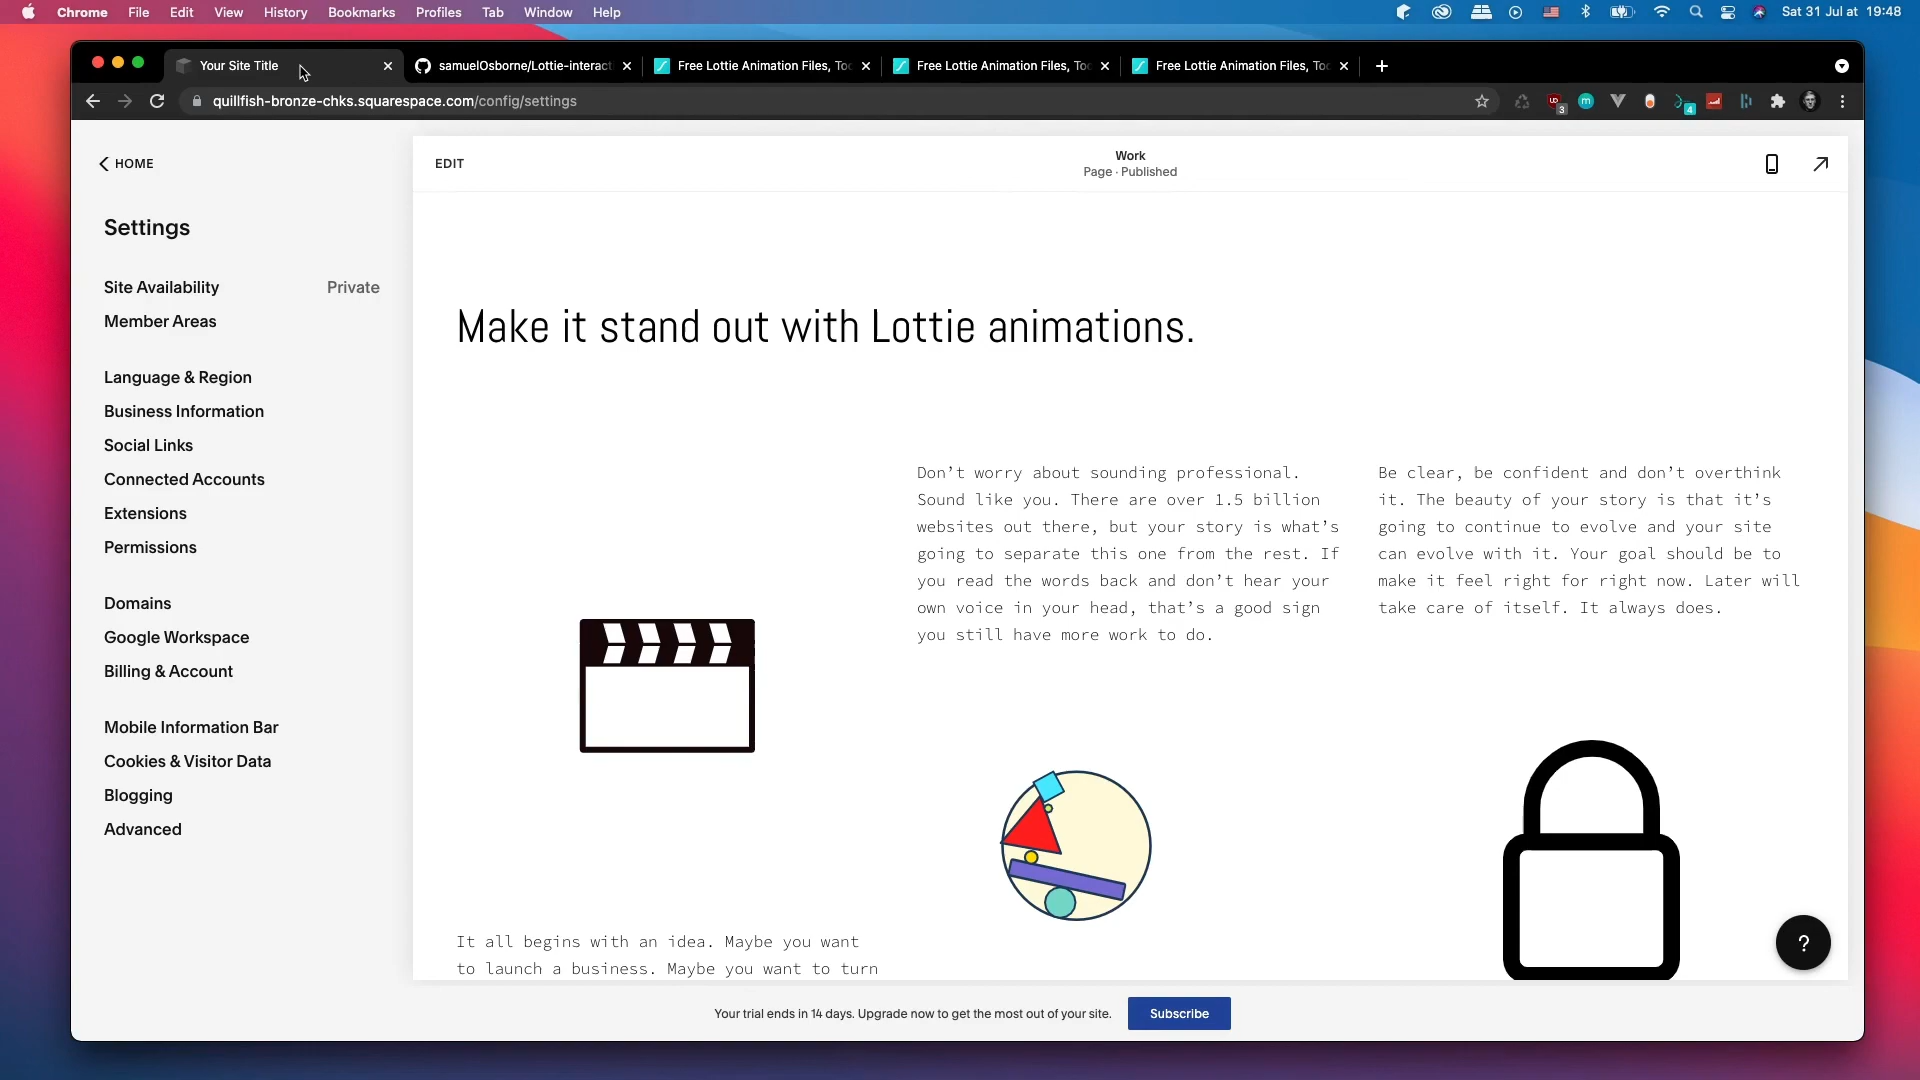 Chrome File Edit View History Bookmarks Profiles Tab Window Help Sat 31 Jul at 19:48
Your Site Title samuelOsborne/Lottie-interact Free Lottie Animation Files, Too Free Lottie Animation Files, Too Free Lottie Animation Files, Too
quillfish-bronze-chks.squarespace.com/config/settings 3 4
HOME
EDIT
Work
Page · Published
Settings
Site Availability Private
Member Areas
Language & Region
Business Information
Social Links
Connected Accounts
Extensions
Permissions
Domains
Google Workspace
Billing & Account
Mobile Information Bar
Cookies & Visitor Data
Blogging
Advanced
Make it stand out with Lottie animations.
It all begins with an idea. Maybe you want
to launch a business. Maybe you want to turn
Don’t worry about sounding professional.
Sound like you. There are over 1.5 billion
websites out there, but your story is what’s
going to separate this one from the rest. If
you read the words back and don’t hear your
own voice in your head, that’s a good sign
you still have more work to do.
Be clear, be confident and don’t overthink
it. The beauty of your story is that it’s
going to continue to evolve and your site
can evolve with it. Your goal should be to
make it feel right for right now. Later will
take care of itself. It always does.
?
Your trial ends in 14 days. Upgrade now to get the most out of your site. Subscribe